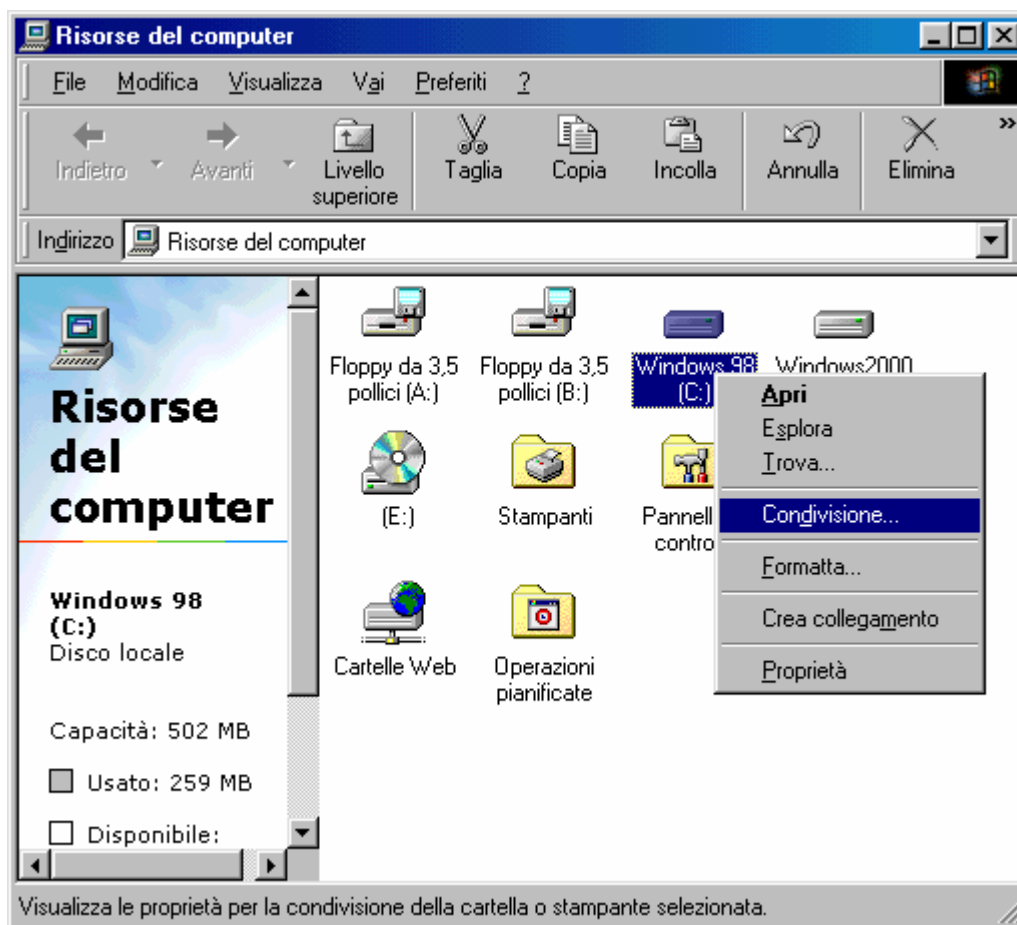 Risorse del computer
File Modifica Visualizza Vai Preferiti ?
Indietro Avanti Livello superiore Taglia Copia Incolla Annulla Elimina »
Indirizzo Risorse del computer
Risorse
del
computer
Windows 98
(C:)
Disco locale
Capacità: 502 MB
Usato: 259 MB
Disponibile:
Floppy da 3,5
pollici (A:)
Floppy da 3,5
pollici (B:)
Windows 98
(C:)
Windows2000
(E:)
Stampanti
Pannell
contro
Cartelle Web
Operazioni
pianificate
Apri
Esplora
Trova...
Condivisione...
Formatta...
Crea collegamento
Proprietà
Visualizza le proprietà per la condivisione della cartella o stampante selezionata.